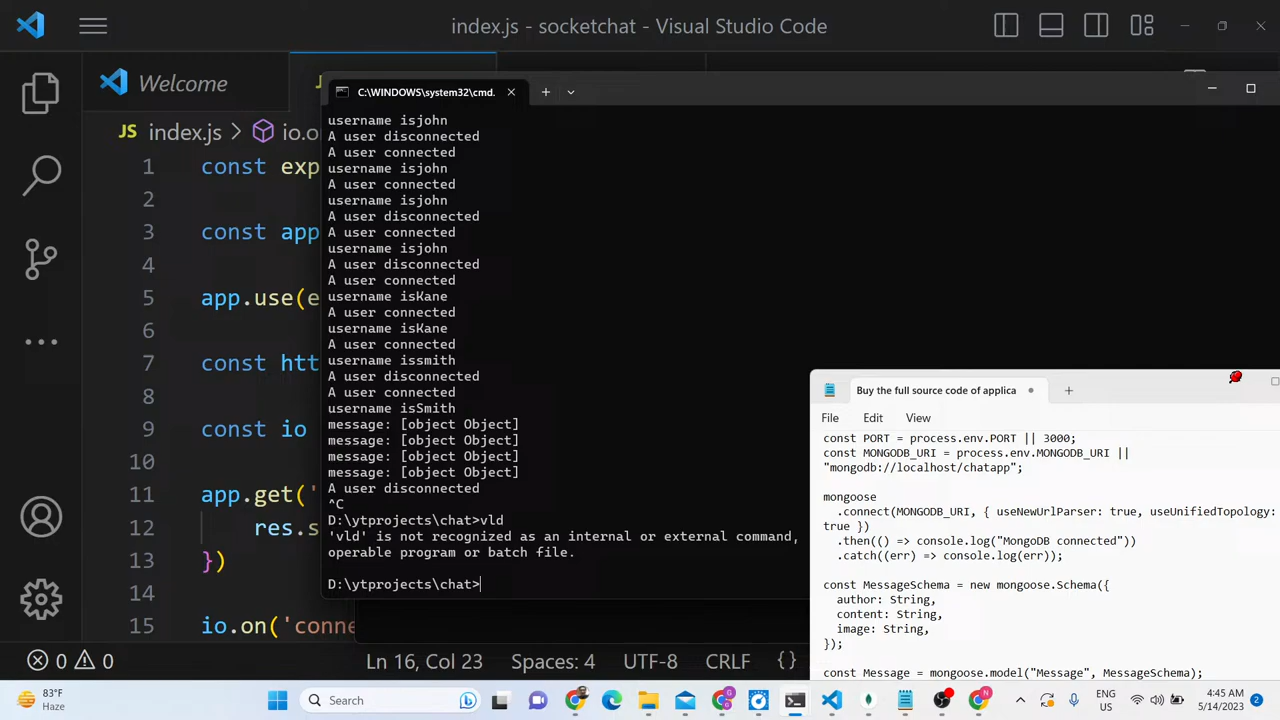 index.js - socketchat - Visual Studio Code
Welcome
index.js
io.o
1 const exp
2
3 const app
4
5 app.use(e
6
7 const htt
8
9 const io
10
11 app.get('
12 res.s
13 })
14
15 io.on('conne
C:\WINDOWS\system32\cmd.
username isjohn
A user disconnected
A user connected
username isjohn
A user connected
username isjohn
A user disconnected
A user connected
username isjohn
A user disconnected
A user connected
username isKane
A user connected
username isKane
A user connected
username issmith
A user disconnected
A user connected
username isSmith
message: [object Object]
message: [object Object]
message: [object Object]
message: [object Object]
A user disconnected
^C
D:\ytprojects\chat>vld
'vld' is not recognized as an internal or external command,
operable program or batch file.
D:\ytprojects\chat>
Buy the full source code of applica
File Edit View
const PORT = process.env.PORT || 3000;
const MONGODB_URI = process.env.MONGODB_URI ||
"mongodb://localhost/chatapp";
mongoose
.connect(MONGODB_URI, { useNewUrlParser: true, useUnifiedTopology:
true })
.then(() => console.log("MongoDB connected"))
.catch((err) => console.log(err));
const MessageSchema = new mongoose.Schema({
author: String,
content: String,
image: String,
});
const Message = mongoose.model("Message", MessageSchema);
0 0 Ln 16, Col 23 Spaces: 4 UTF-8 CRLF {}
83°F
Haze
Search
ENG
US
4:45 AM
5/14/2023
2